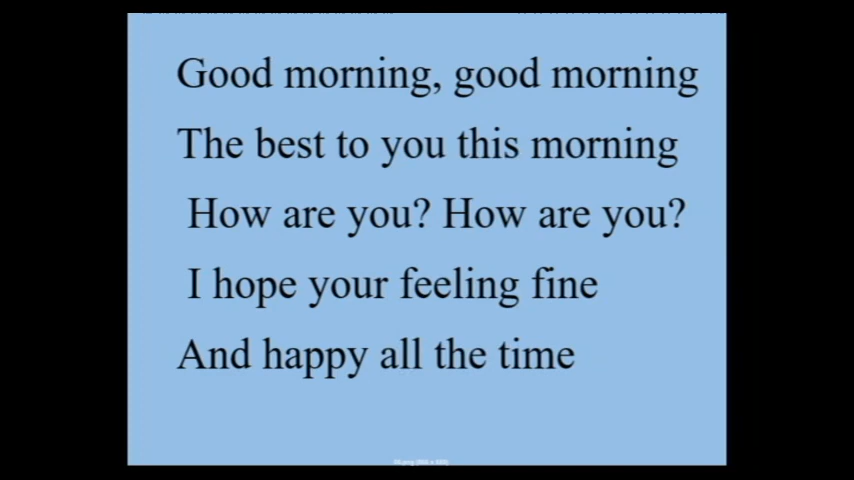 Good morning, good morning
The best to you this morning
How are you? How are you?
I hope your feeling fine
And happy all the time